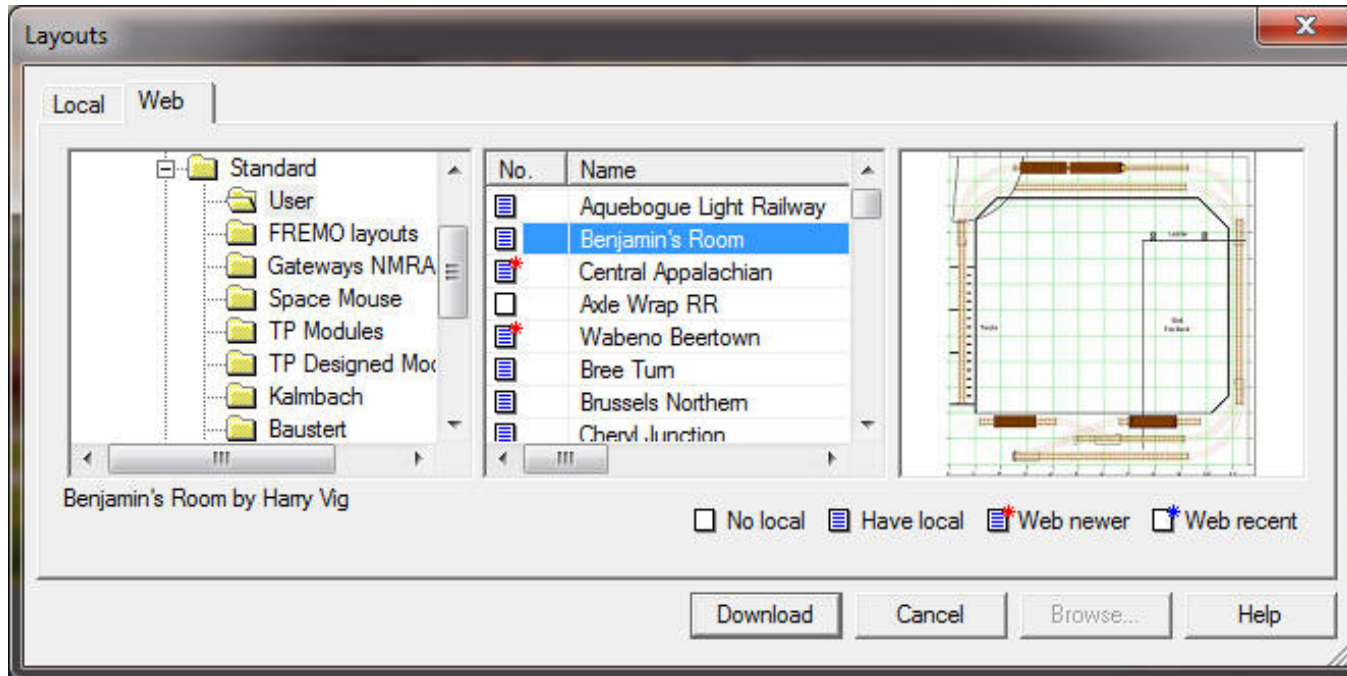 Layouts
Local Web
Standard
User
FREMO layouts
Gateways NMRA
Space Mouse
TP Modules
TP Designed Mod
Kalmbach
Baustert
No. Name
Aquebogue Light Railway
Benjamin's Room
Central Appalachian
Axle Wrap RR
Wabeno Beertown
Bree Turn
Brussels Northern
Cheryl Junction
Benjamin's Room by Harry Vig
No local Have local Web newer Web recent
Download Cancel Browse... Help